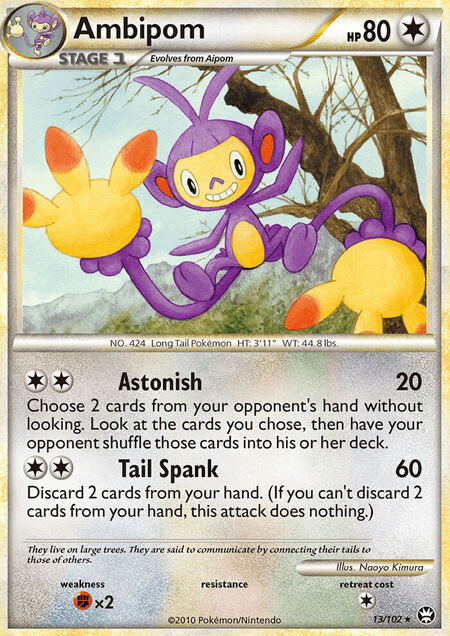 Ambipom HP 80
STAGE 1 Evolves from Aipom
NO. 424 Long Tail Pokémon HT: 3'11" WT: 44.8 lbs.
Astonish 20
Choose 2 cards from your opponent's hand without
looking. Look at the cards you chose, then have your
opponent shuffle those cards into his or her deck.
Tail Spank 60
Discard 2 cards from your hand. (If you can't discard 2
cards from your hand, this attack does nothing.)
They live on large trees. They are said to communicate by connecting their tails to
those of others.
Illus. Naoyo Kimura
weakness resistance retreat cost
×2
©2010 Pokémon/Nintendo 13/102 ★